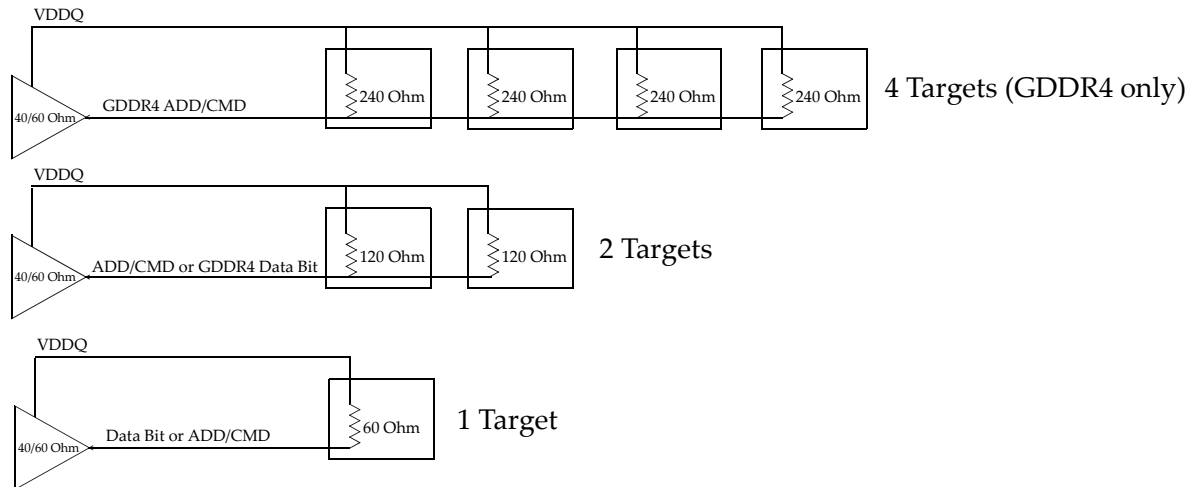 VDDQ
40/60 Ohm
GDDR4 ADD/CMD
240 Ohm
240 Ohm
240 Ohm
240 Ohm
4 Targets (GDDR4 only)
VDDQ
40/60 Ohm
ADD/CMD or GDDR4 Data Bit
120 Ohm
120 Ohm
2 Targets
VDDQ
40/60 Ohm
Data Bit or ADD/CMD
60 Ohm
1 Target